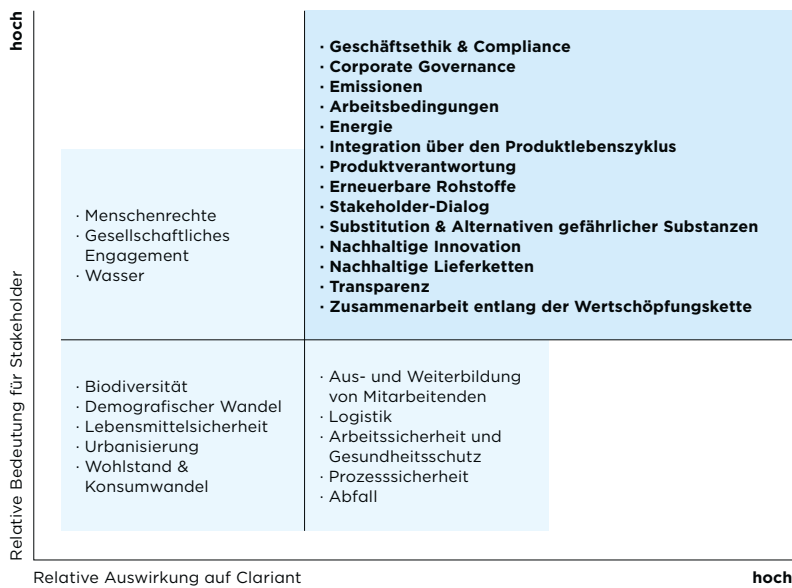 hoch
Relative Bedeutung für Stakeholder
· Geschäftsethik & Compliance
· Corporate Governance
· Emissionen
· Arbeitsbedingungen
· Energie
· Integration über den Produktlebenszyklus
· Produktverantwortung
· Erneuerbare Rohstoffe
· Stakeholder-Dialog
· Substitution & Alternativen gefährlicher Substanzen
· Nachhaltige Innovation
· Nachhaltige Lieferketten
· Transparenz
· Zusammenarbeit entlang der Wertschöpfungskette
· Menschenrechte
· Gesellschaftliches
Engagement
· Wasser
· Biodiversität
· Demografischer Wandel
· Lebensmittelsicherheit
· Urbanisierung
· Wohlstand &
Konsumwandel
· Aus- und Weiterbildung
von Mitarbeitenden
· Logistik
· Arbeitssicherheit und
Gesundheitsschutz
· Prozesssicherheit
· Abfall
Relative Auswirkung auf Clariant
hoch